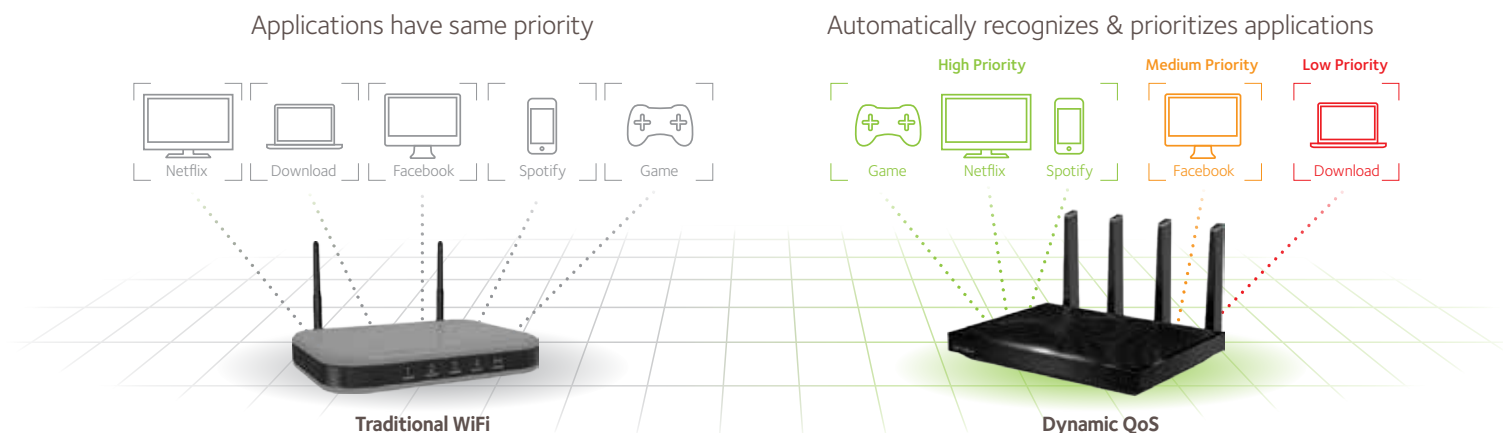 Applications have same priority
Netflix
Download
Facebook
Spotify
Game
Traditional WiFi
Automatically recognizes & prioritizes applications
High Priority
Medium Priority
Low Priority
Game
Netflix
Spotify
Facebook
Download
Dynamic QoS